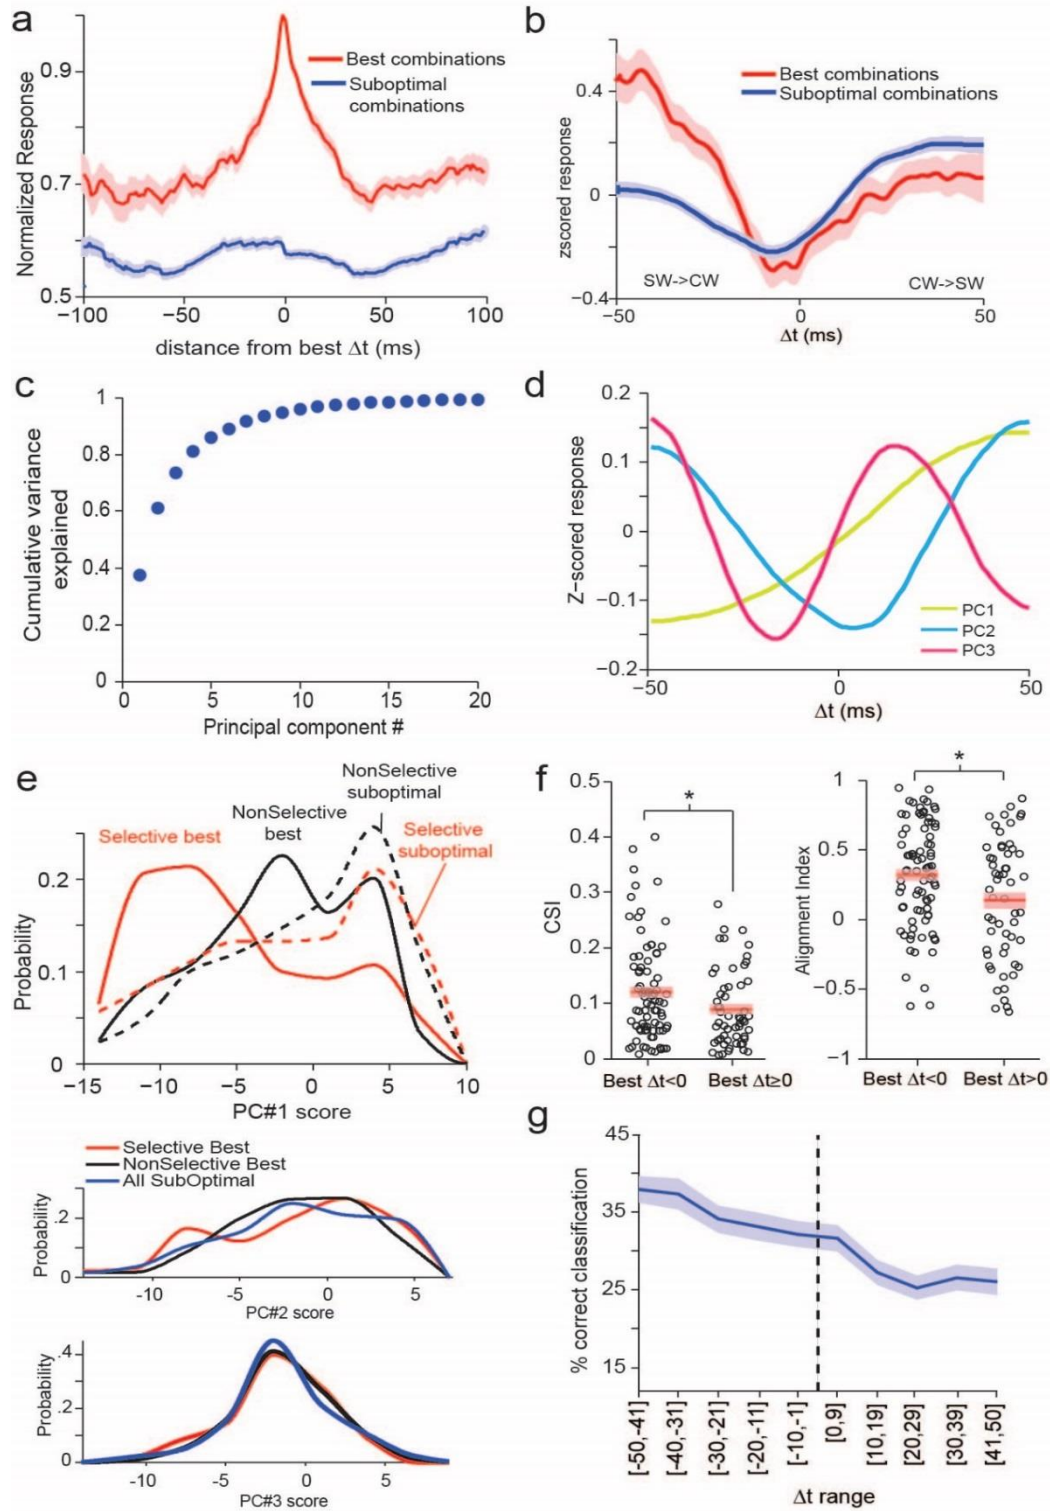 a
Normalized Response
0.9
0.7
0.5
Best combinations
Suboptimal
combinations
−100
−50
0
50
100
distance from best Δt (ms)
b
zscored response
0.4
0
−0.4
Best combinations
Suboptimal combinations
SW->CW
CW->SW
−50
0
50
Δt (ms)
c
Cumulative variance
explained
1
0.8
0.6
0.4
0.2
0
0
5
10
15
20
Principal component #
d
Z−scored response
0.2
0.1
0
−0.1
−0.2
PC1
PC2
PC3
−50
0
50
Δt (ms)
e
NonSelective
suboptimal
NonSelective
best
Selective best
Selective
suboptimal
Probability
0.2
0.1
0
−15
−10
−5
0
5
10
PC#1 score
Selective Best
NonSelective Best
All SubOptimal
Probability
.2
0
-10
-5
0
5
PC#2 score
Probability
.4
.2
0
-10
-5
0
5
PC#3 score
f
CSI
0.5
0.4
0.3
0.2
0.1
0
*
Best Δt<0
Best Δt≥0
Alignment Index
1
0.5
0
−0.5
−1
*
Best Δt<0
Best Δt>0
g
% correct classification
45
35
25
15
[-50,-41]
[-40,-31]
[-30,-21]
[-20,-11]
[-10,-1]
[0,9]
[10,19]
[20,29]
[30,39]
[41,50]
Δt range